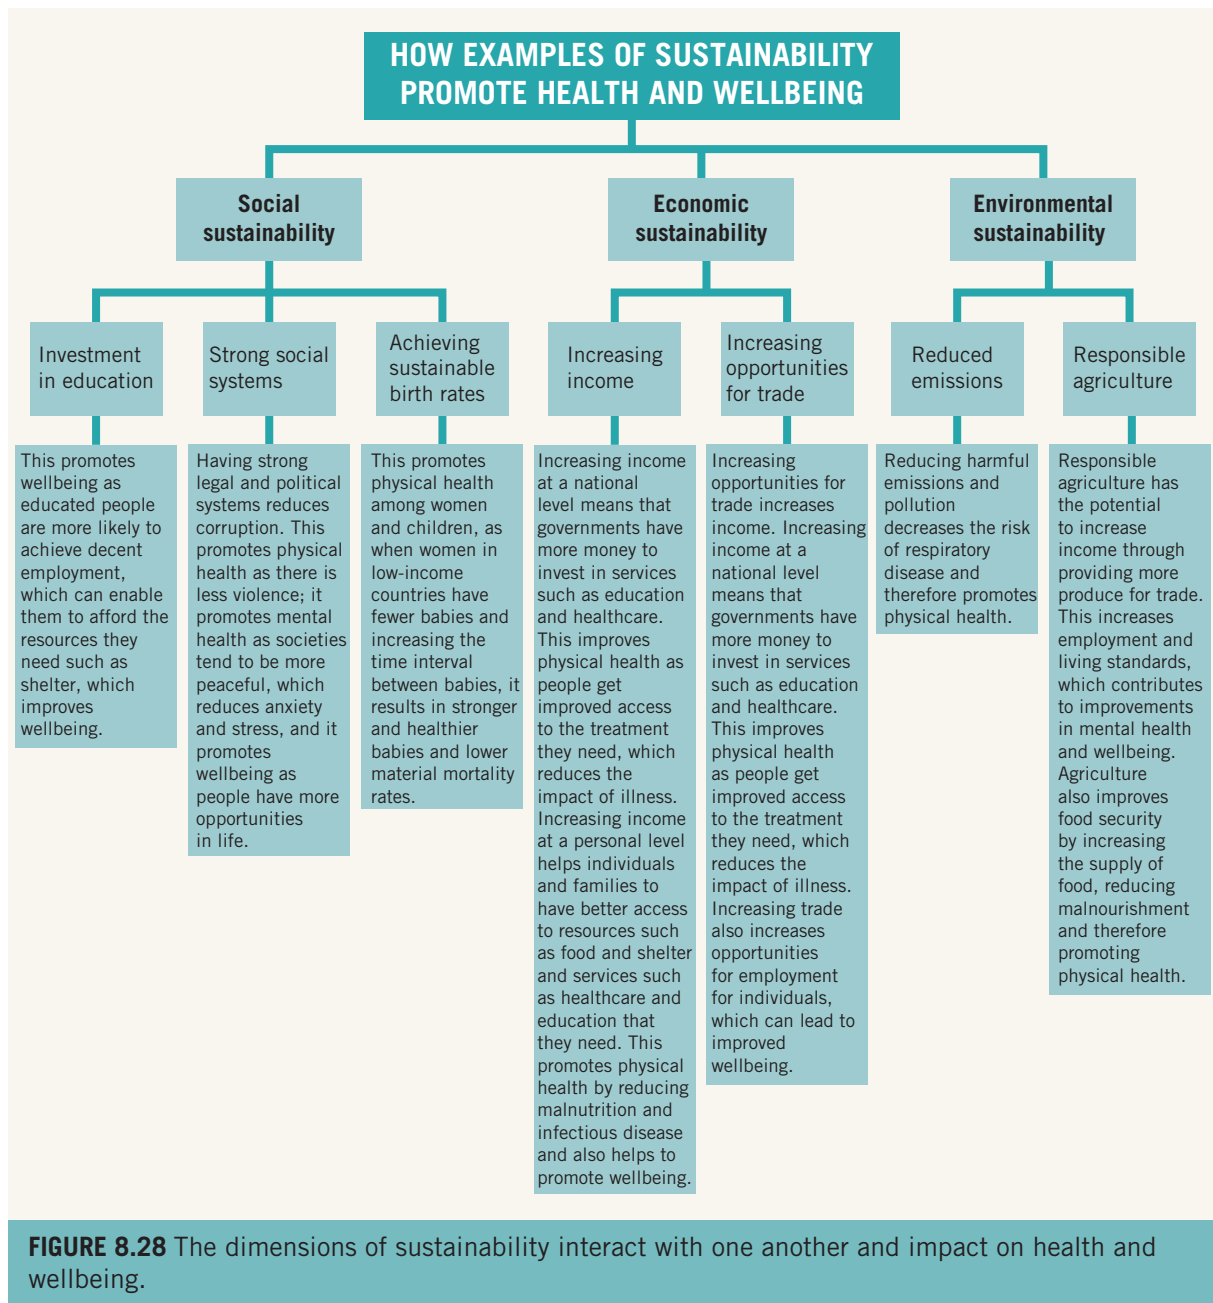 HOW EXAMPLES OF SUSTAINABILITY
PROMOTE HEALTH AND WELLBEING
Social
sustainability
Economic
sustainability
Environmental
sustainability
Investment
in education
Strong social
systems
Achieving
sustainable
birth rates
Increasing
income
Increasing
opportunities
for trade
Reduced
emissions
Responsible
agriculture
This promotes
wellbeing as
educated people
are more likely to
achieve decent
employment,
which can enable
them to afford the
resources they
need such as
shelter, which
improves
wellbeing.
Having strong
legal and political
systems reduces
corruption. This
promotes physical
health as there is
less violence; it
promotes mental
health as societies
tend to be more
peaceful, which
reduces anxiety
and stress, and it
promotes
wellbeing as
people have more
opportunities
in life.
This promotes
physical health
among women
and children, as
when women in
low-income
countries have
fewer babies and
increasing the
time interval
between babies, it
results in stronger
and healthier
babies and lower
material mortality
rates.
Increasing income
at a national
level means that
governments have
more money to
invest in services
such as education
and healthcare.
This improves
physical health as
people get
improved access
to the treatment
they need, which
reduces the
impact of illness.
Increasing income
at a personal level
helps individuals
and families to
have better access
to resources such
as food and shelter
and services such
as healthcare and
education that
they need. This
promotes physical
health by reducing
malnutrition and
infectious disease
and also helps to
promote wellbeing.
Increasing
opportunities for
trade increases
income. Increasing
income at a
national level
means that
governments have
more money to
invest in services
such as education
and healthcare.
This improves
physical health
as people get
improved access
to the treatment
they need, which
reduces the
impact of illness.
Increasing trade
also increases
opportunities
for employment
for individuals,
which can lead to
improved
wellbeing.
Reducing harmful
emissions and
pollution
decreases the risk
of respiratory
disease and
therefore promotes
physical health.
Responsible
agriculture has
the potential
to increase
income through
providing more
produce for trade.
This increases
employment and
living standards,
which contributes
to improvements
in mental health
and wellbeing.
Agriculture
also improves
food security
by increasing
the supply of
food, reducing
malnourishment
and therefore
promoting
physical health.
FIGURE 8.28 The dimensions of sustainability interact with one another and impact on health and
wellbeing.